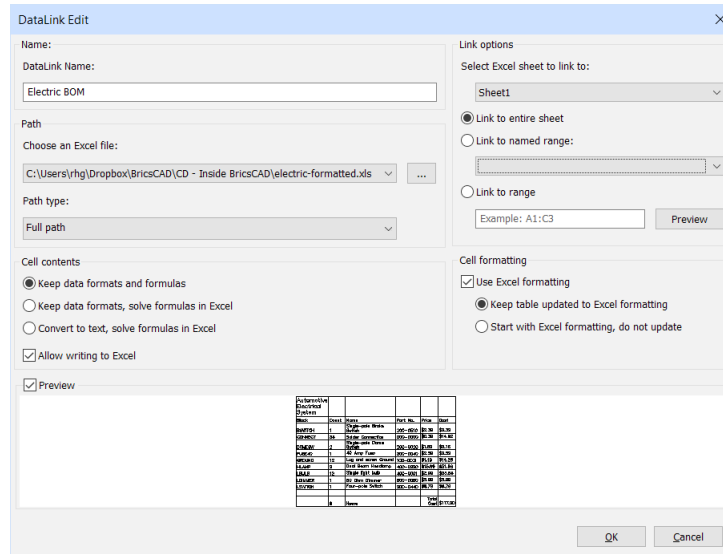 DataLink Edit
Name:
DataLink Name:
Electric BOM
Path
Choose an Excel file:
C:\Users\rhg\Dropbox\BricsCAD\CD - Inside BricsCAD\electric-formatted.xls
...
Path type:
Full path
Link options
Select Excel sheet to link to:
Sheet1
Link to entire sheet
Link to named range:
Link to range
Example: A1:C3
Preview
Cell contents
Keep data formats and formulas
Keep data formats, solve formulas in Excel
Convert to text, solve formulas in Excel
Allow writing to Excel
Cell formatting
Use Excel formatting
Keep table updated to Excel formatting
Start with Excel formatting, do not update
Preview
Automotive
Electrical
System
Block Count Name Part No. Price Cost
Total
OK
Cancel